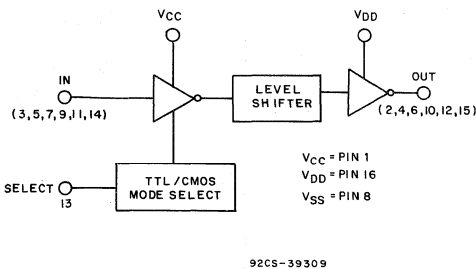 VCC
VDD
IN
(3,5,7,9,11,14)
LEVEL
SHIFTER
OUT
(2,4,6,10,12,15)
SELECT
13
TTL/CMOS
MODE SELECT
VCC = PIN 1
VDD = PIN 16
VSS = PIN 8
92CS-39309